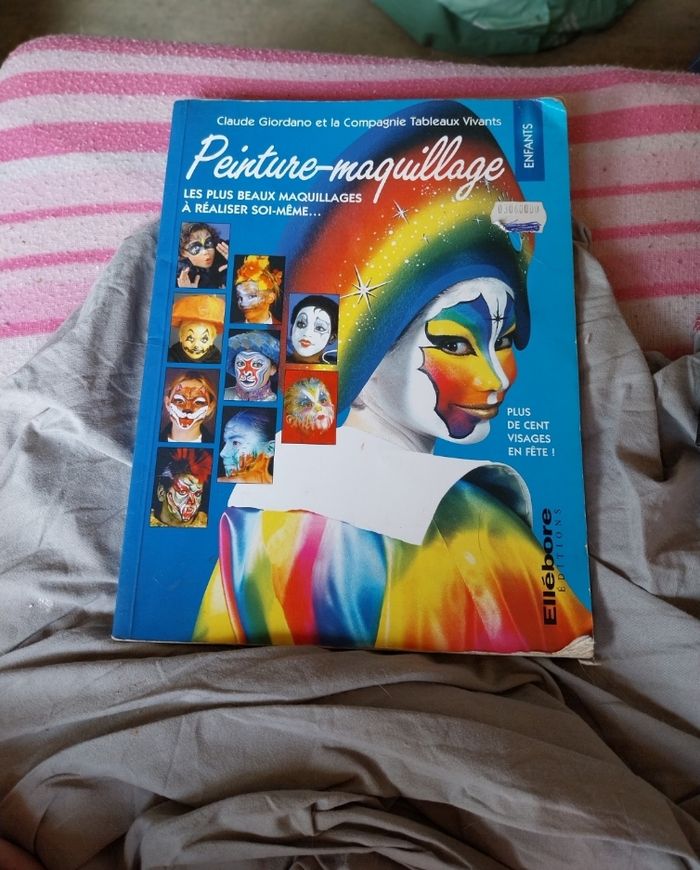 Claude Giordano et la Compagnie Tableaux Vivants
Peinture-maquillage
LES PLUS BEAUX MAQUILLAGES
À RÉALISER SOI-MÊME...
ENFANTS
PLUS
DE CENT
VISAGES
EN FÊTE !
Ellébore
ÉDITIONS